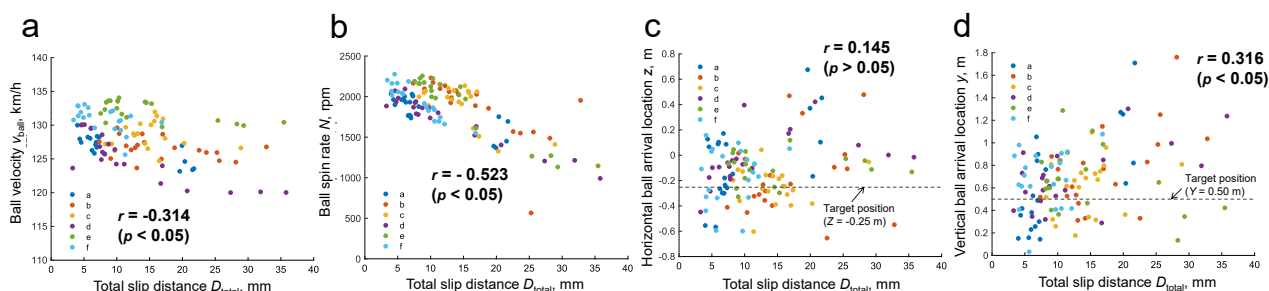 a
Ball velocity vball, km/h
140
135
130
125
120
115
110
a
b
c
d
e
f
r = -0.314
(p < 0.05)
0 5 10 15 20 25 30 35 40
Total slip distance Dtotal, mm
b
Ball spin rate N, rpm
2500
2000
1500
1000
500
0
r = - 0.523
(p < 0.05)
a
b
c
d
e
f
0 5 10 15 20 25 30 35 40
Total slip distance Dtotal, mm
c
Horizontal ball arrival location z, m
0.8
0.6
0.4
0.2
0
-0.2
-0.4
-0.6
-0.8
a
b
c
d
e
f
r = 0.145
(p > 0.05)
Target position
(Z = -0.25 m)
0 5 10 15 20 25 30 35 40
Total slip distance Dtotal, mm
d
Vertical ball arrival location y, m
1.8
1.6
1.4
1.2
1
0.8
0.6
0.4
0.2
0
a
b
c
d
e
f
r = 0.316
(p < 0.05)
Target position
(Y = 0.50 m)
0 5 10 15 20 25 30 35 40
Total slip distance Dtotal, mm